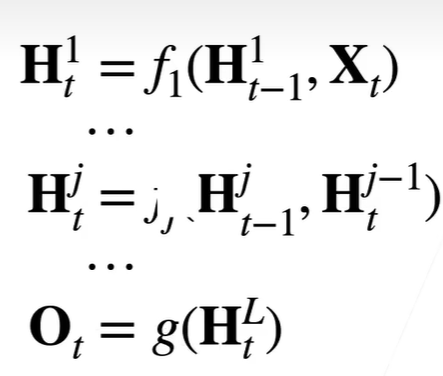 H_t^1 = f_1(H_{t-1}^1, X_t)
...
H_t^j = H_{t-1}^j, H_t^{j-1})
...
O_t = g(H_t^L)